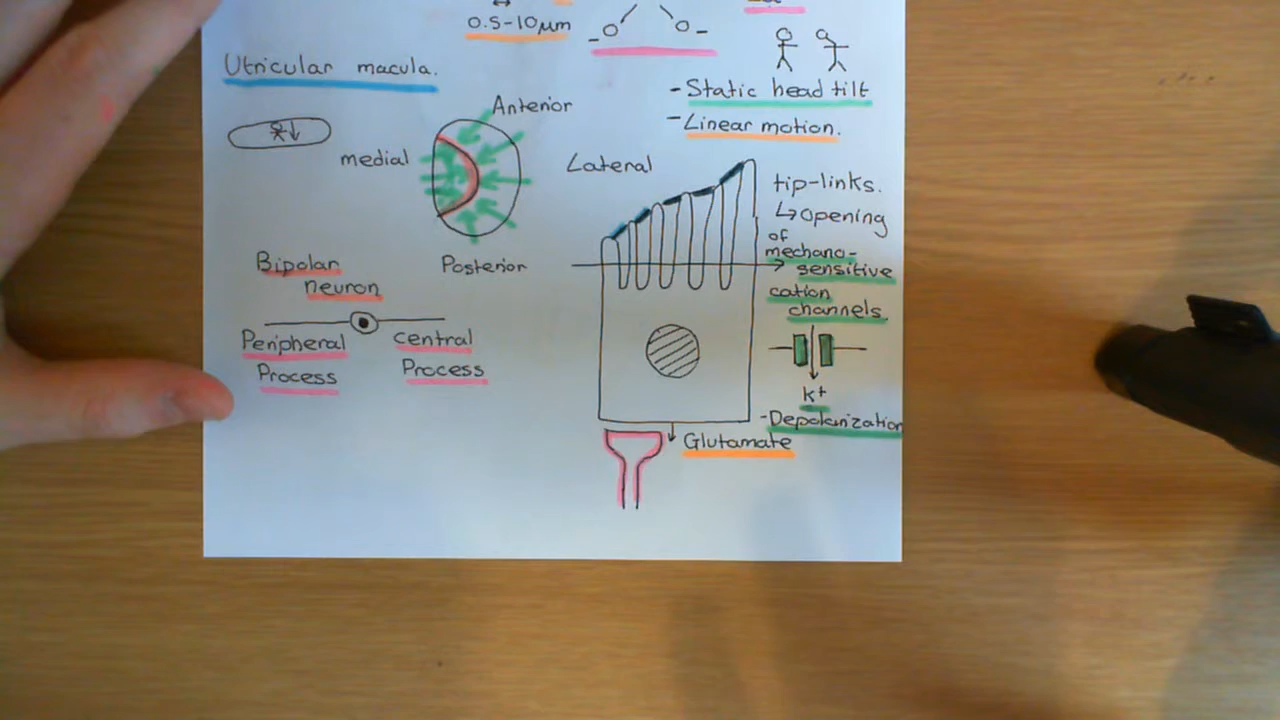 0.5-10μm
Utricular macula.
- Static head tilt
- Linear motion.
Anterior
medial
Lateral
Posterior
tip-links.
↳ Opening
of
mechano-
sensitive
cation
channels
K+
- Depolarization
Glutamate
Bipolar
neuron
Peripheral
Process
central
Process